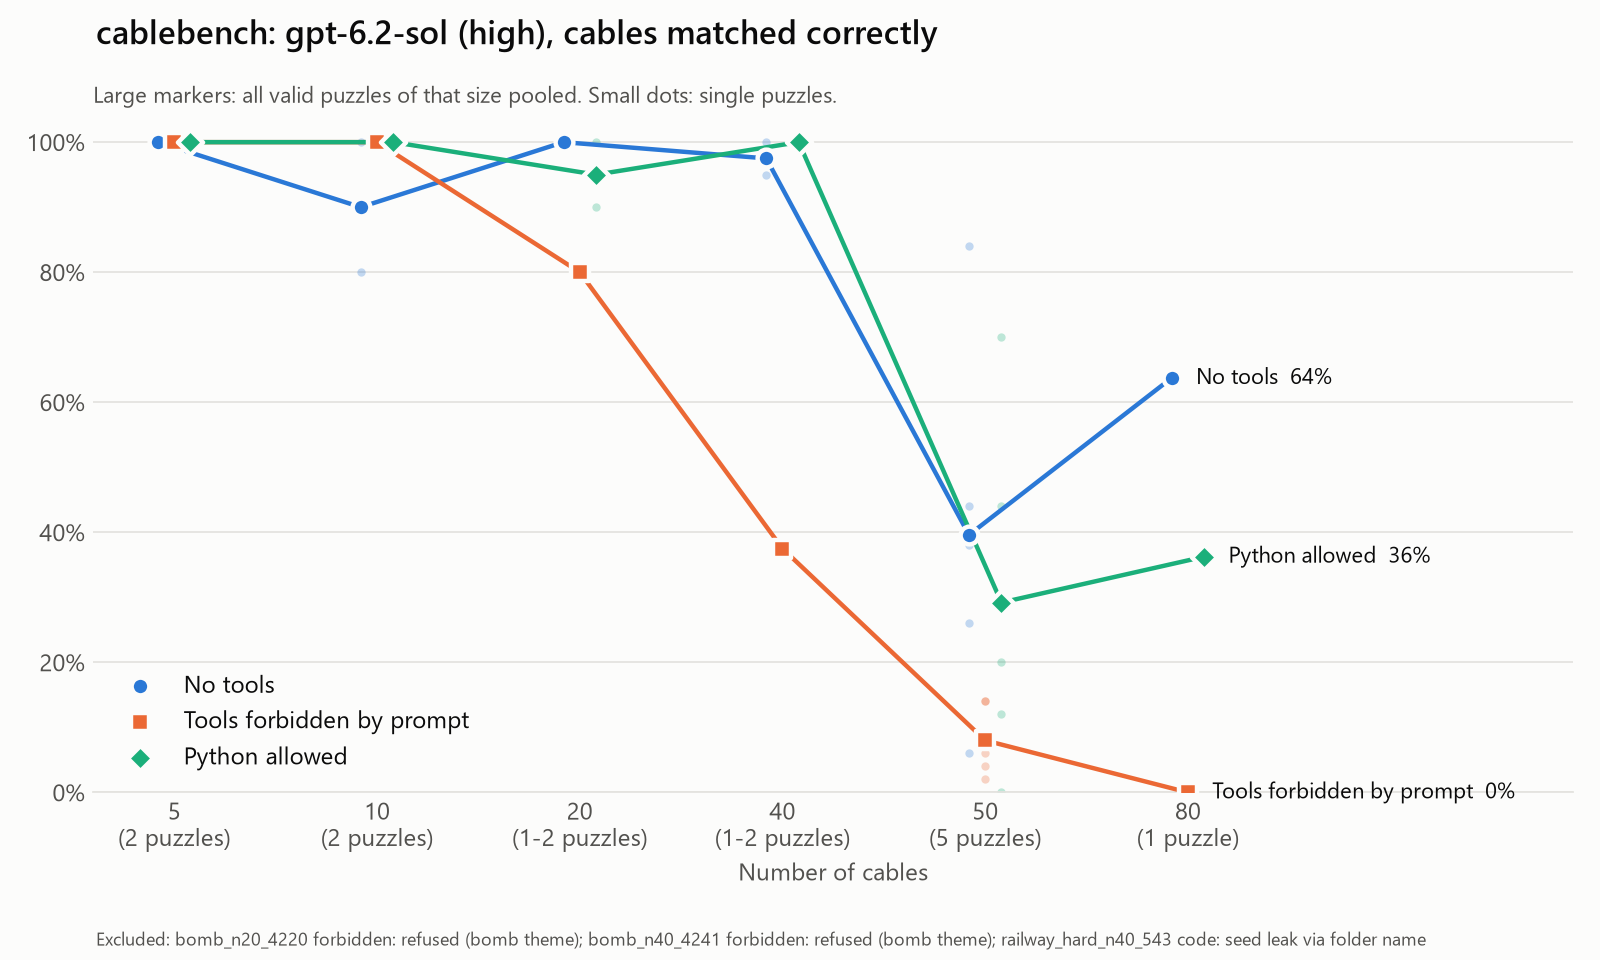 cablebench: gpt-6.2-sol (high), cables matched correctly
Large markers: all valid puzzles of that size pooled. Small dots: single puzzles.
100%
80%
60%
40%
20%
0%
No tools 64%
Python allowed 36%
Tools forbidden by prompt 0%
No tools
Tools forbidden by prompt
Python allowed
5 10 20 40 50 80
(2 puzzles) (2 puzzles) (1-2 puzzles) (1-2 puzzles) (5 puzzles) (1 puzzle)
Number of cables
Excluded: bomb_n20_4220 forbidden: refused (bomb theme); bomb_n40_4241 forbidden: refused (bomb theme); railway_hard_n40_543 code: seed leak via folder name